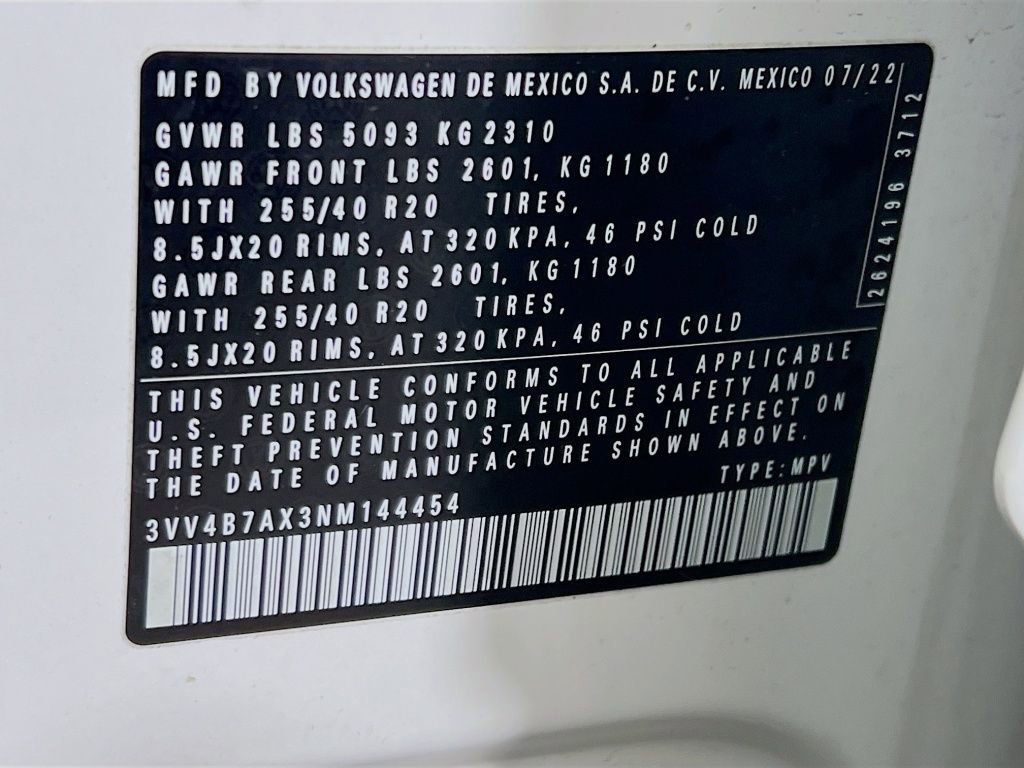 MFD BY VOLKSWAGEN DE MEXICO S.A. DE C.V. MEXICO 07/22
GVWR LBS 5093 KG 2310
GAWR FRONT LBS 2601, KG 1180
WITH 255/40 R20 TIRES,
8.5JX20 RIMS, AT 320 KPA, 46 PSI COLD
GAWR REAR LBS 2601, KG 1180
WITH 255/40 R20 TIRES,
8.5JX20 RIMS, AT 320 KPA, 46 PSI COLD
2624196 3712
THIS VEHICLE CONFORMS TO ALL APPLICABLE
U.S. FEDERAL MOTOR VEHICLE SAFETY AND
THEFT PREVENTION STANDARDS IN EFFECT ON
THE DATE OF MANUFACTURE SHOWN ABOVE.
TYPE: MPV
3VV4B7AX3NM144454